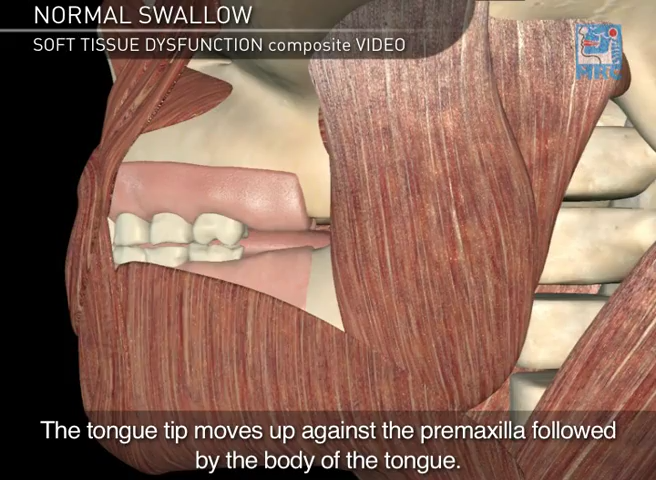 NORMAL SWALLOW
SOFT TISSUE DYSFUNCTION composite VIDEO
MRC
The tongue tip moves up against the premaxilla followed
by the body of the tongue.